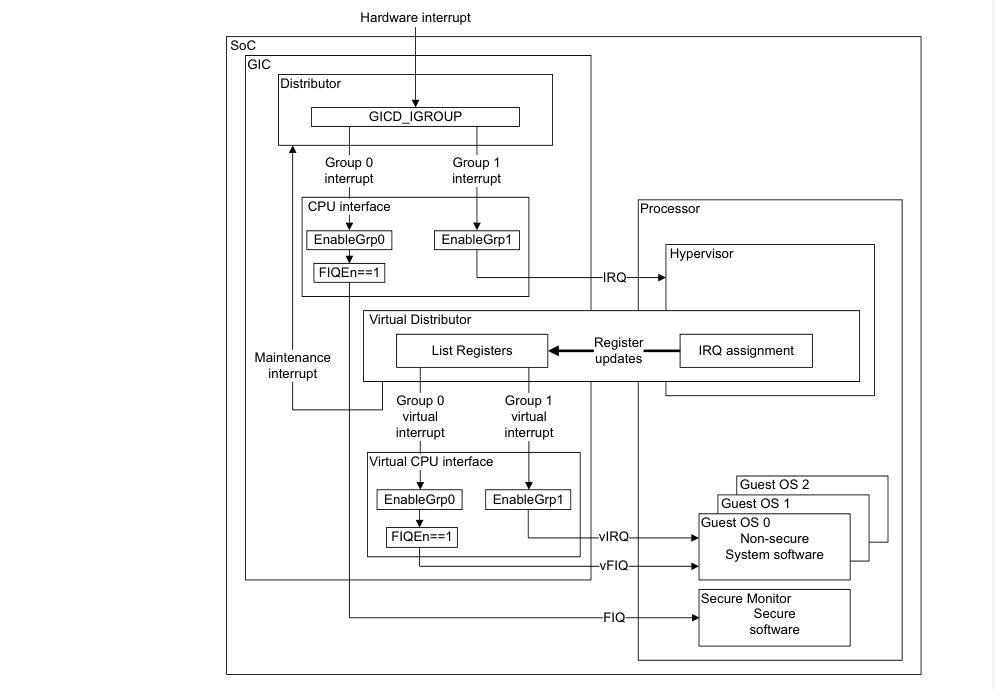 Hardware interrupt
SoC
GIC
Distributor
GICD_IGROUP
Group 0
interrupt
Group 1
interrupt
CPU interface
EnableGrp0
EnableGrp1
FIQEn==1
IRQ
Processor
Hypervisor
Virtual Distributor
List Registers
Register
updates
IRQ assignment
Maintenance
interrupt
Group 0
virtual
interrupt
Group 1
virtual
interrupt
Virtual CPU interface
EnableGrp0
EnableGrp1
FIQEn==1
vIRQ
vFIQ
FIQ
Guest OS 2
Guest OS 1
Guest OS 0
Non-secure
System software
Secure Monitor
Secure
software